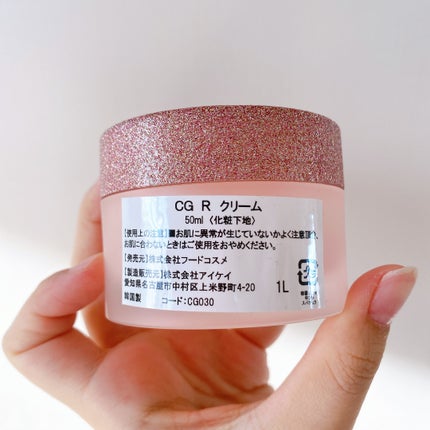 CG R クリーム
50ml〈化粧下地〉
【使用上の注意】■お肌に異常が生じていないかよく注意して、
お肌に合わないときはご使用をおやめください。
【発売元】株式会社フードコスメ
【製造販売元】株式会社アイケイ
愛知県名古屋市中村区上米野町4-20 1L
韓国製 コード:CG030
プラ